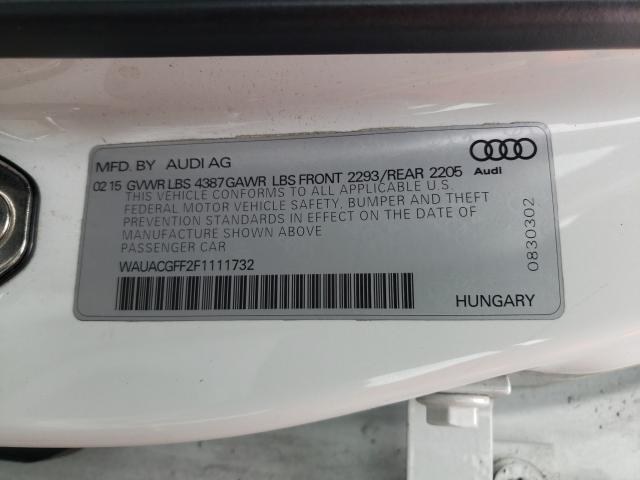 MFD. BY AUDI AG
Audi
02 15 GVWR LBS 4387 GAWR LBS FRONT 2293/REAR 2205
THIS VEHICLE CONFORMS TO ALL APPLICABLE U.S.
FEDERAL MOTOR VEHICLE SAFETY, BUMPER AND THEFT
PREVENTION STANDARDS IN EFFECT ON THE DATE OF
MANUFACTURE SHOWN ABOVE
PASSENGER CAR
WAUACGFF2F1111732
HUNGARY
0830302